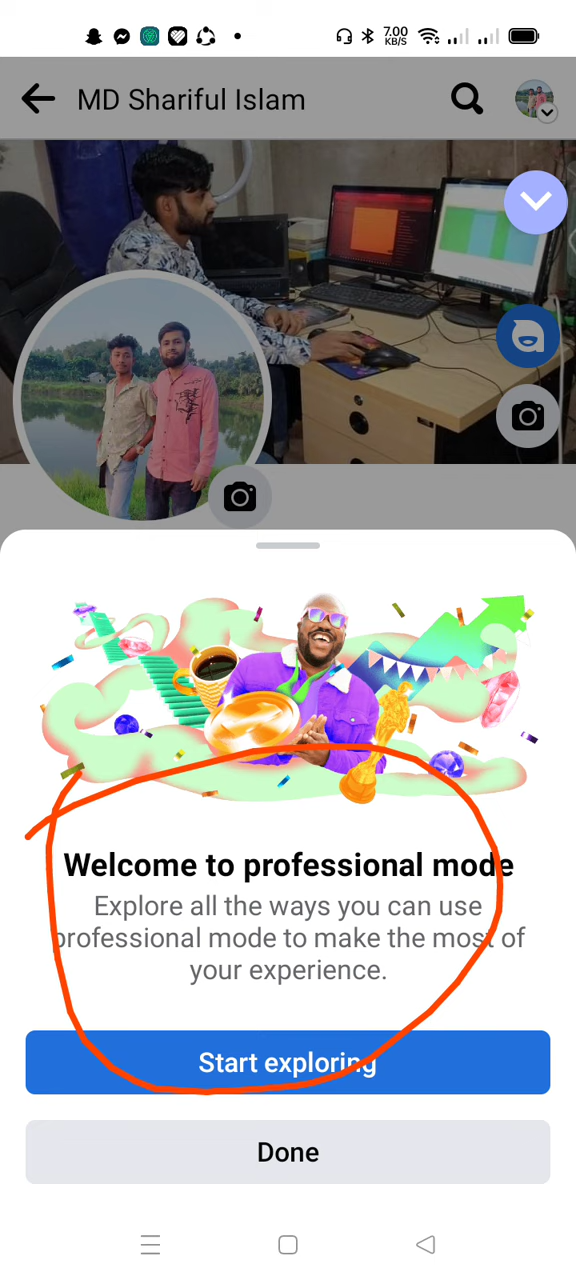 7.00
KB/S
MD Shariful Islam
Welcome to professional mode
Explore all the ways you can use
professional mode to make the most of
your experience.
Start exploring
Done